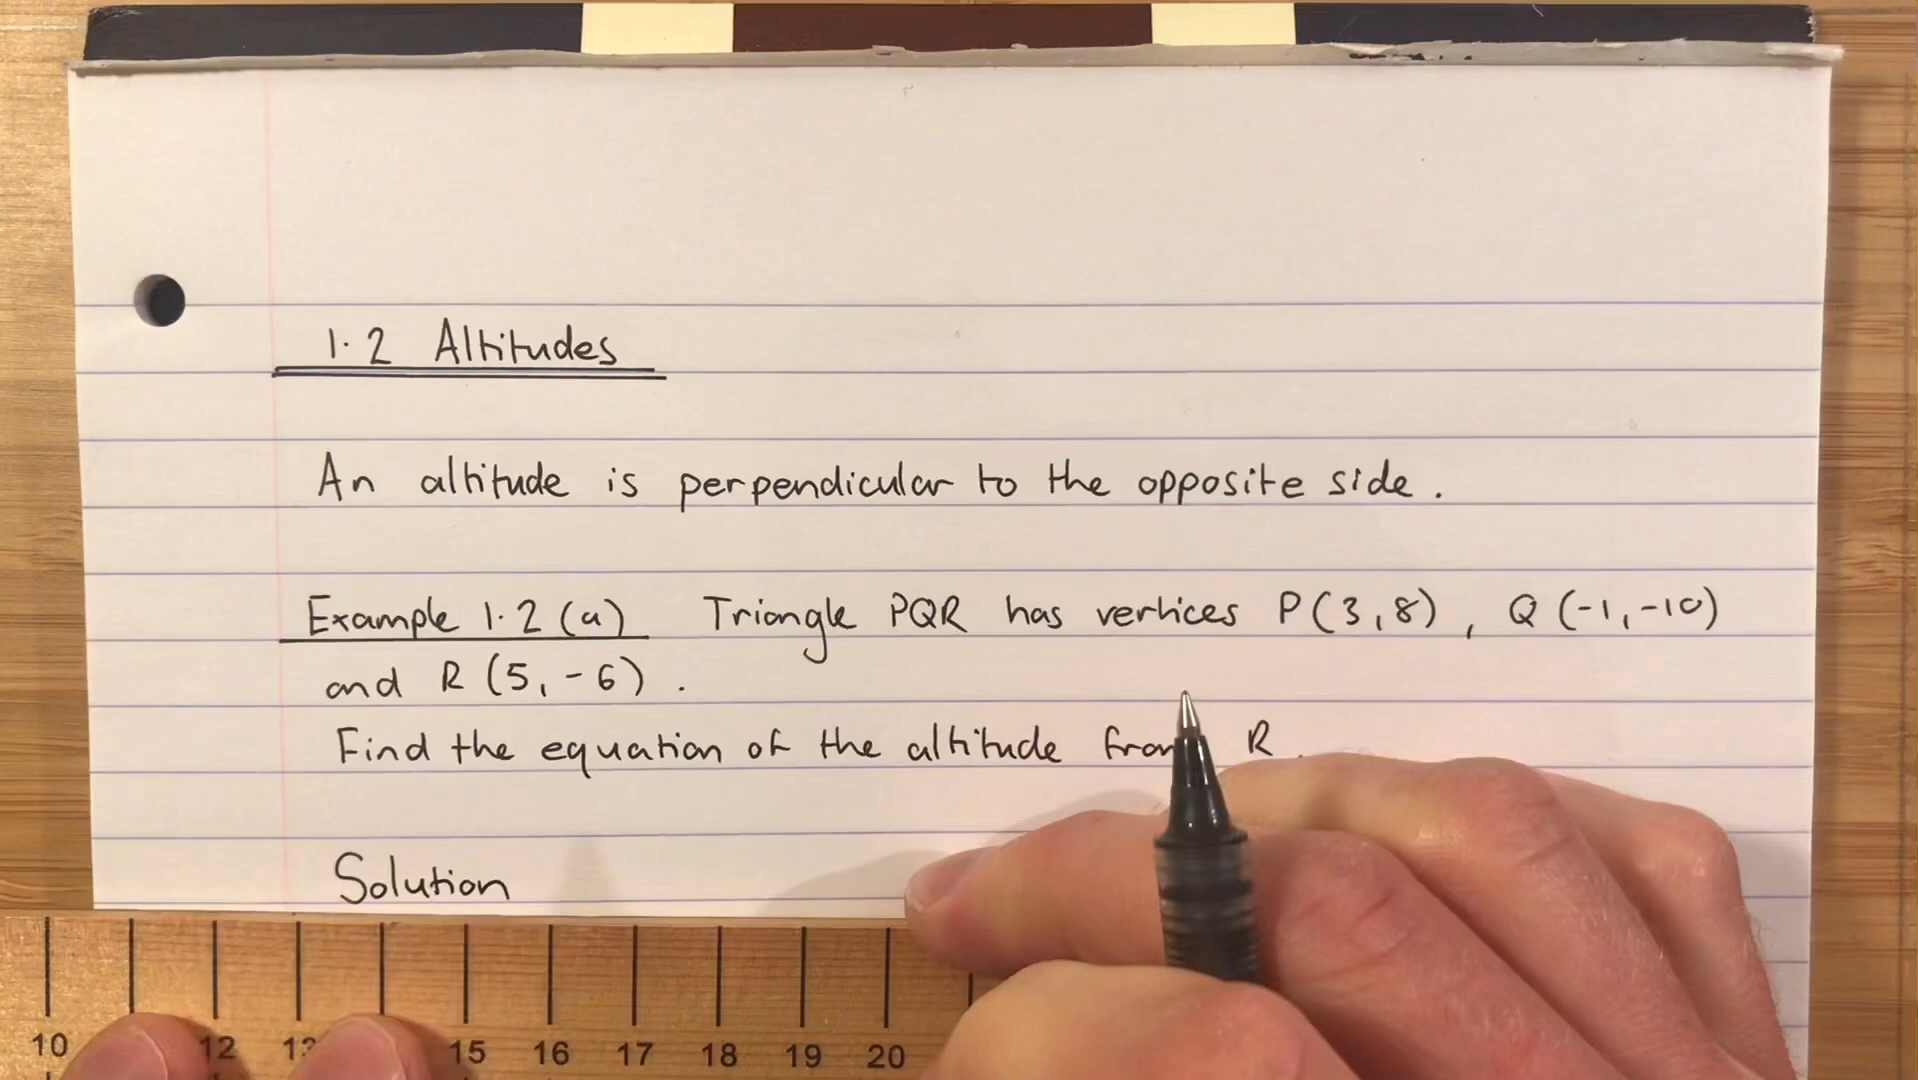 1.2 Altitudes
An altitude is perpendicular to the opposite side.
Example 1.2 (a) Triangle PQR has vertices P(3,8), Q(-1,-10)
and R(5,-6).
Find the equation of the altitude from R.
Solution
10 12 15 16 17 18 19 20